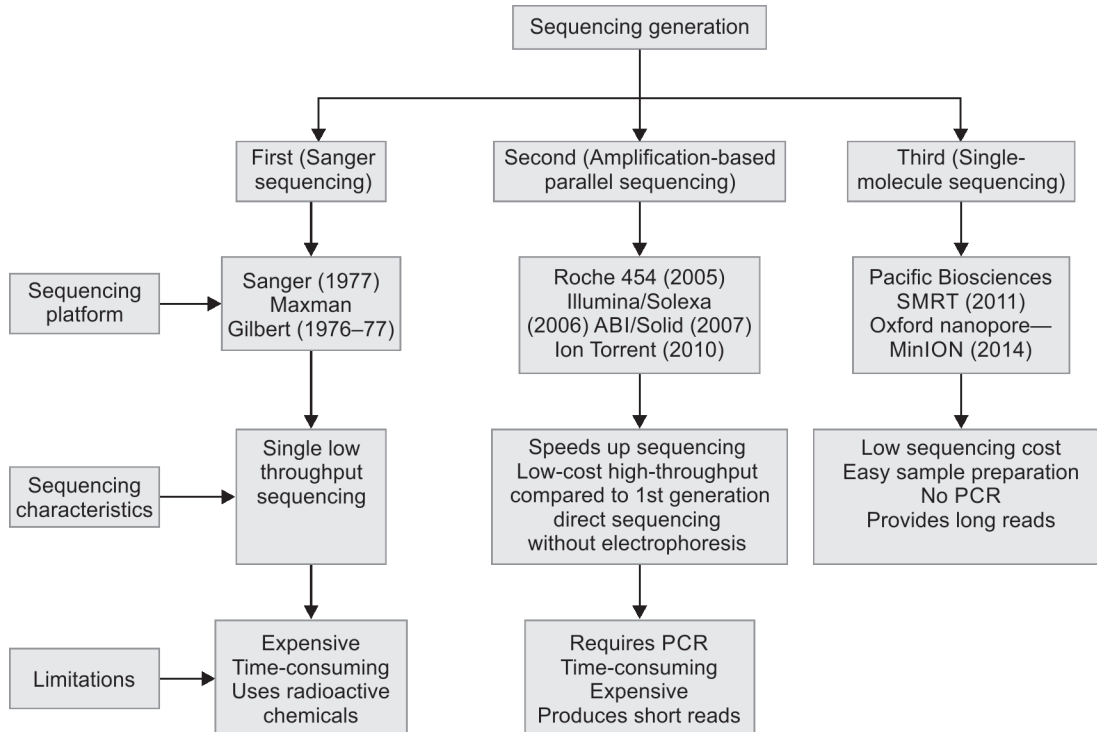 Sequencing generation
First (Sanger
sequencing)
Second (Amplification-based
parallel sequencing)
Third (Single-
molecule sequencing)
Sequencing
platform
Sanger (1977)
Maxman
Gilbert (1976–77)
Roche 454 (2005)
Illumina/Solexa
(2006) ABI/Solid (2007)
Ion Torrent (2010)
Pacific Biosciences
SMRT (2011)
Oxford nanopore—
MinION (2014)
Sequencing
characteristics
Single low
throughput
sequencing
Speeds up sequencing
Low-cost high-throughput
compared to 1st generation
direct sequencing
without electrophoresis
Low sequencing cost
Easy sample preparation
No PCR
Provides long reads
Limitations
Expensive
Time-consuming
Uses radioactive
chemicals
Requires PCR
Time-consuming
Expensive
Produces short reads